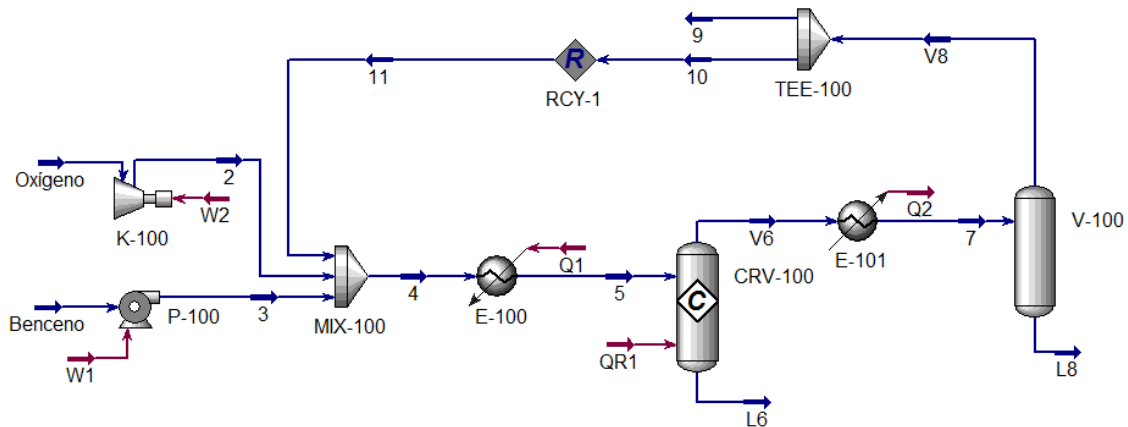 9
V8
11
10
RCY-1
TEE-100
Oxígeno
2
W2
K-100
V6
Q2
7
V-100
Q1
CRV-100
E-101
Benceno
3
4
5
P-100
MIX-100
E-100
C
R
QR1
W1
L8
L6